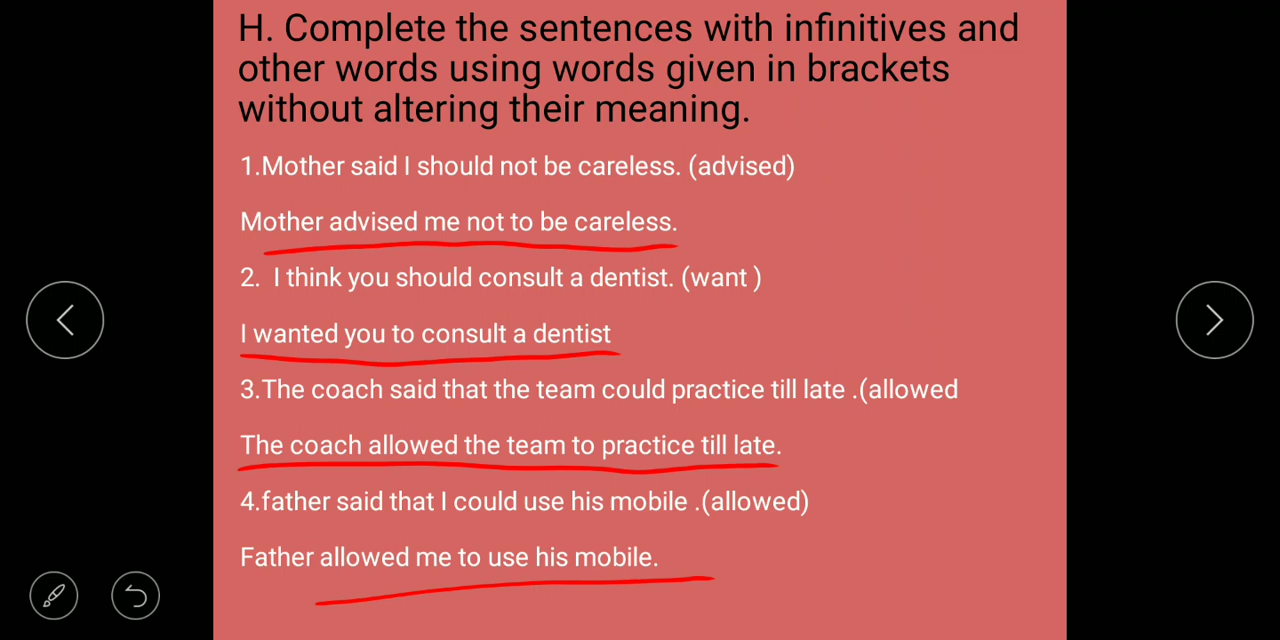 H. Complete the sentences with infinitives and
other words using words given in brackets
without altering their meaning.
1.Mother said I should not be careless. (advised)
Mother advised me not to be careless.
2.  I think you should consult a dentist. (want )
I wanted you to consult a dentist
3.The coach said that the team could practice till late .(allowed
The coach allowed the team to practice till late.
4.father said that I could use his mobile .(allowed)
Father allowed me to use his mobile.